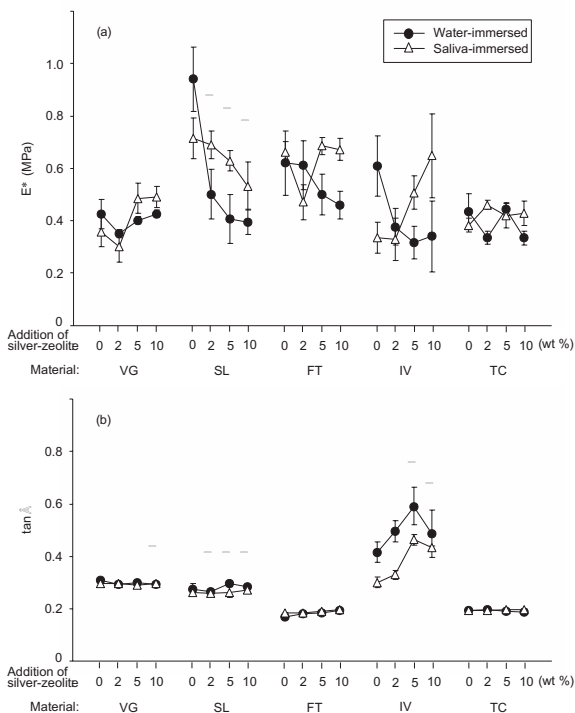 (a)
Water-immersed
Saliva-immersed
1.0
0.8
0.6
0.4
0.2
0
E* (MPa)
Addition of
silver-zeolite
0 2 5 10 0 2 5 10 0 2 5 10 0 2 5 10 0 2 5 10 (wt %)
Material: VG SL FT IV TC
(b)
1
0.8
0.6
0.4
0.2
0
tan Å
Addition of
silver-zeolite
0 2 5 10 0 2 5 10 0 2 5 10 0 2 5 10 0 2 5 10 (wt %)
Material: VG SL FT IV TC